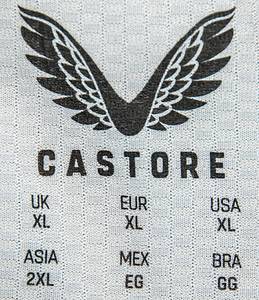 CASTORE
UK EUR USA
XL XL XL
ASIA MEX BRA
2XL EG GG